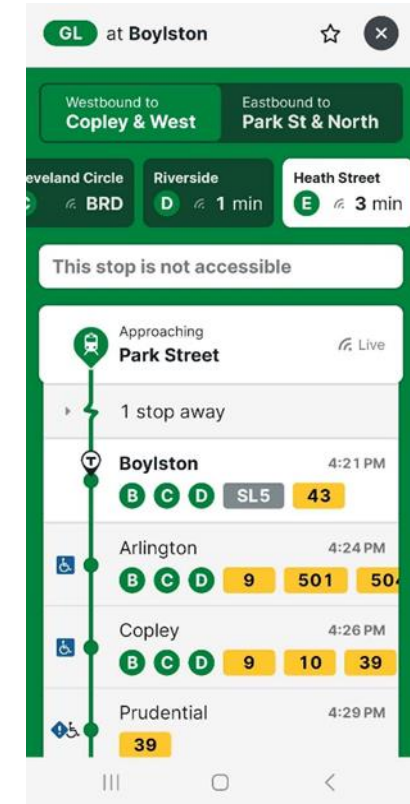 GL at Boylston
Westbound to
Copley & West
Eastbound to
Park St & North
eveland Circle
C BRD
Riverside
D 1 min
Heath Street
E 3 min
This stop is not accessible
Approaching
Park Street
Live
1 stop away
T
Boylston 4:21 PM
B C D SL5 43
Arlington 4:24 PM
B C D 9 501 504
Copley 4:26 PM
B C D 9 10 39
Prudential 4:29 PM
39